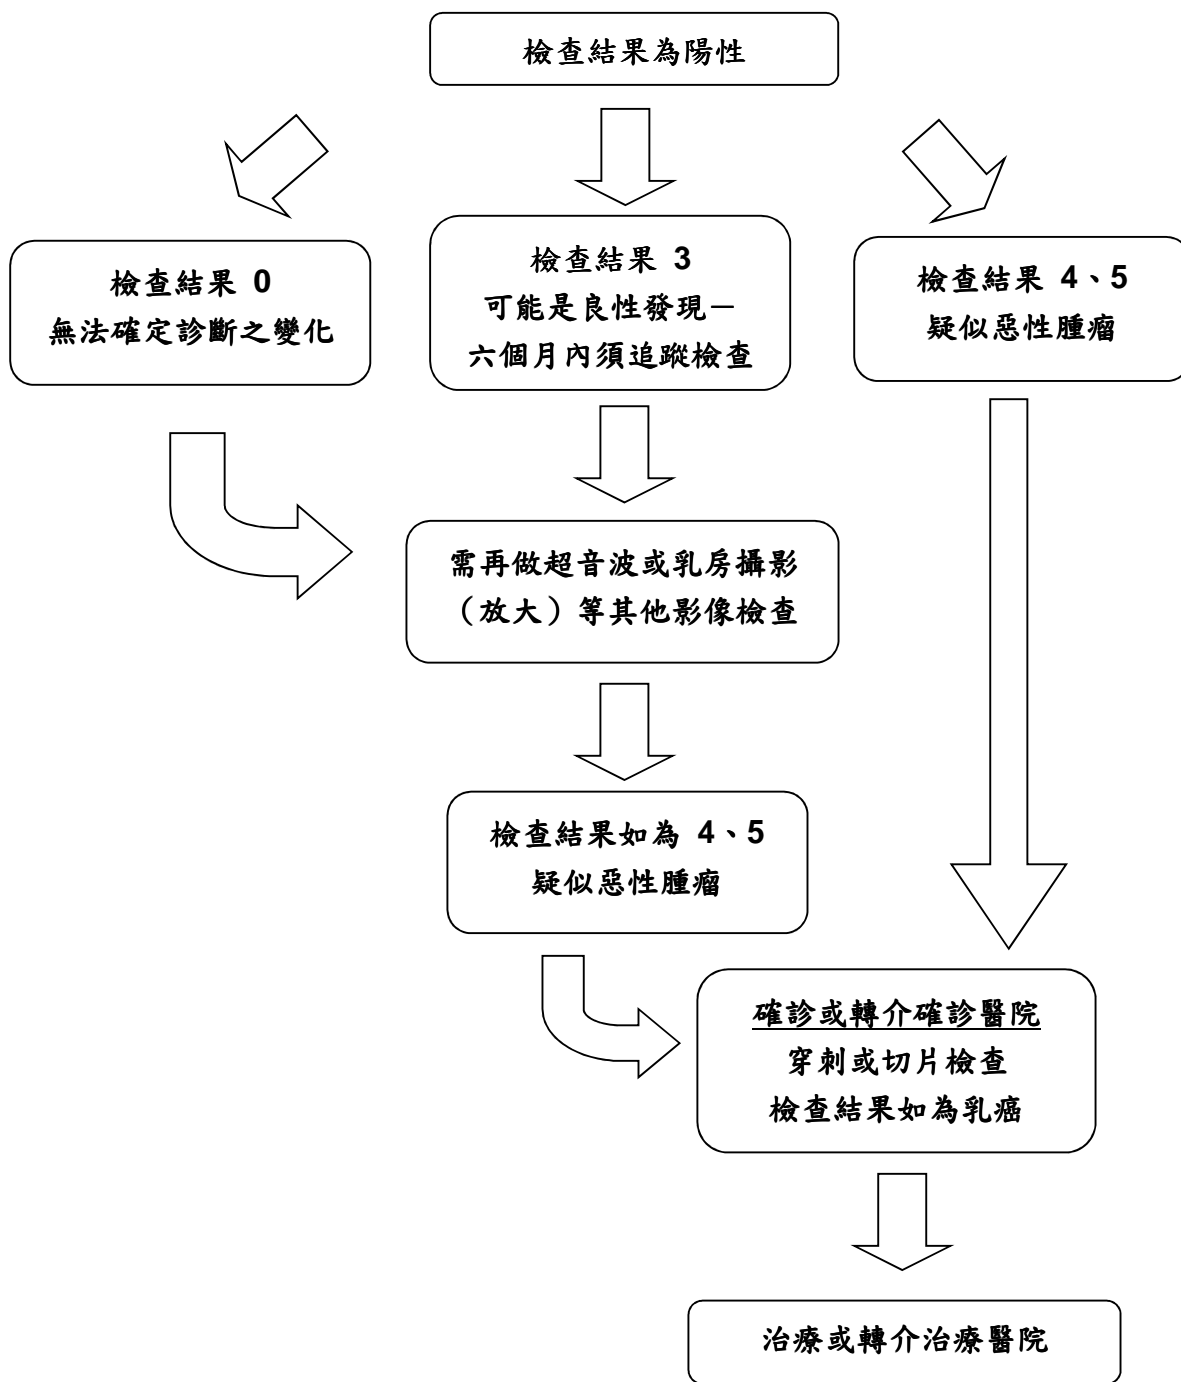 檢查結果為陽性
檢查結果 0
無法確定診斷之變化
檢查結果 3
可能是良性發現－
六個月內須追蹤檢查
檢查結果 4、5
疑似惡性腫瘤
需再做超音波或乳房攝影
（放大）等其他影像檢查
檢查結果如為 4、5
疑似惡性腫瘤
確診或轉介確診醫院
穿刺或切片檢查
檢查結果如為乳癌
治療或轉介治療醫院